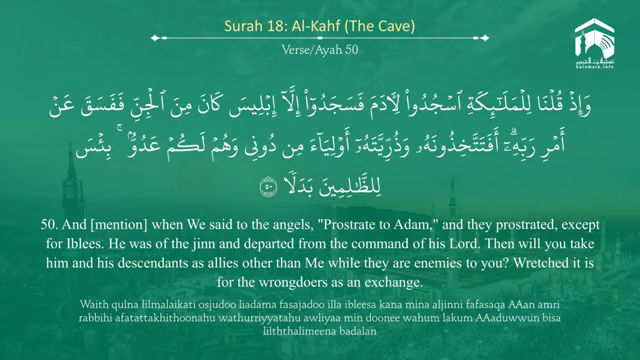 Surah 18: Al-Kahf (The Cave)
Verse/Ayah 50
haramain.info
وَإِذۡ قُلۡنَا لِلۡمَلَـٰٓئِكَةِ ٱسۡجُدُواْ لِأَدَمَ فَسَجَدُوٓاْ إِلَّآ إِبۡلِيسَ كَانَ مِنَ ٱلۡجِنِّ فَفَسَقَ عَنۡ
أَمۡرِ رَبِّهِۦٓۗ أَفَتَتَّخِذُونَهُۥ وَذُرِّيَّتَهُۥٓ أَوۡلِيَآءَ مِن دُونِى وَهُمۡ لَكُمۡ عَدُوُّۢۚ بِئۡسَ
لِلظَّـٰلِمِينَ بَدَلاً ٥٠
50. And [mention] when We said to the angels, "Prostrate to Adam," and they prostrated, except
for Iblees. He was of the jinn and departed from the command of his Lord. Then will you take
him and his descendants as allies other than Me while they are enemies to you? Wretched it is
for the wrongdoers as an exchange.
Waith qulna lilmalaikati osjudoo liadama fasajadoo illa ibleesa kana mina aljinni fafasaqa AAan amri
rabbihi afatattakhithoonahu wathurriyyatahu awliyaa min doonee wahum lakum AAaduwwun bisa
lilththalimeena badalan